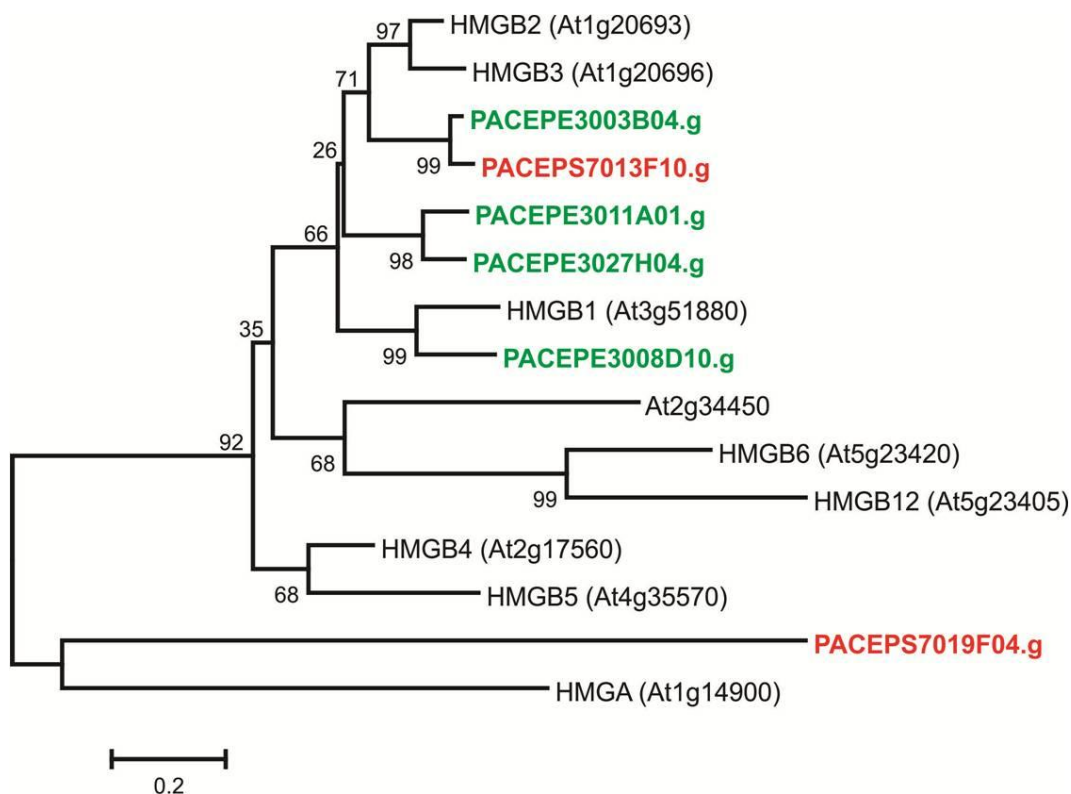 HMGB2 (At1g20693)
97
HMGB3 (At1g20696)
71
PACEPE3003B04.g
26
99
PACEPS7013F10.g
PACEPE3011A01.g
66
98
PACEPE3027H04.g
HMGB1 (At3g51880)
35
99
PACEPE3008D10.g
At2g34450
92
68
HMGB6 (At5g23420)
99
HMGB12 (At5g23405)
HMGB4 (At2g17560)
68
HMGB5 (At4g35570)
PACEPS7019F04.g
HMGA (At1g14900)
0.2